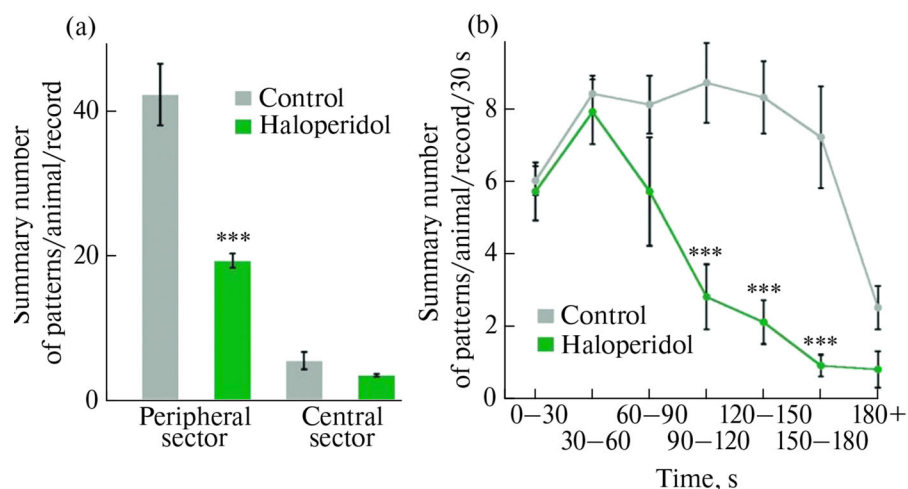 (a)
Summary number
of patterns/animal/record
40
20
0
Control
Haloperidol
***
Peripheral
sector
Central
sector
(b)
Summary number
of patterns/animal/record/30 s
8
6
4
2
0
***
***
***
Control
Haloperidol
0–30
60–90
120–150
180+
30–60
90–120
150–180
Time, s